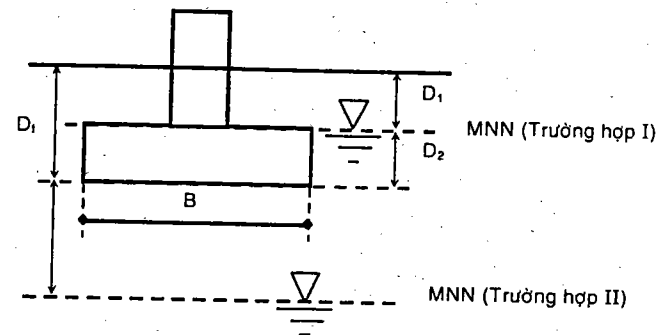 D₁
Df
MNN (Trường hợp I)
D₂
B
MNN (Trường hợp II)